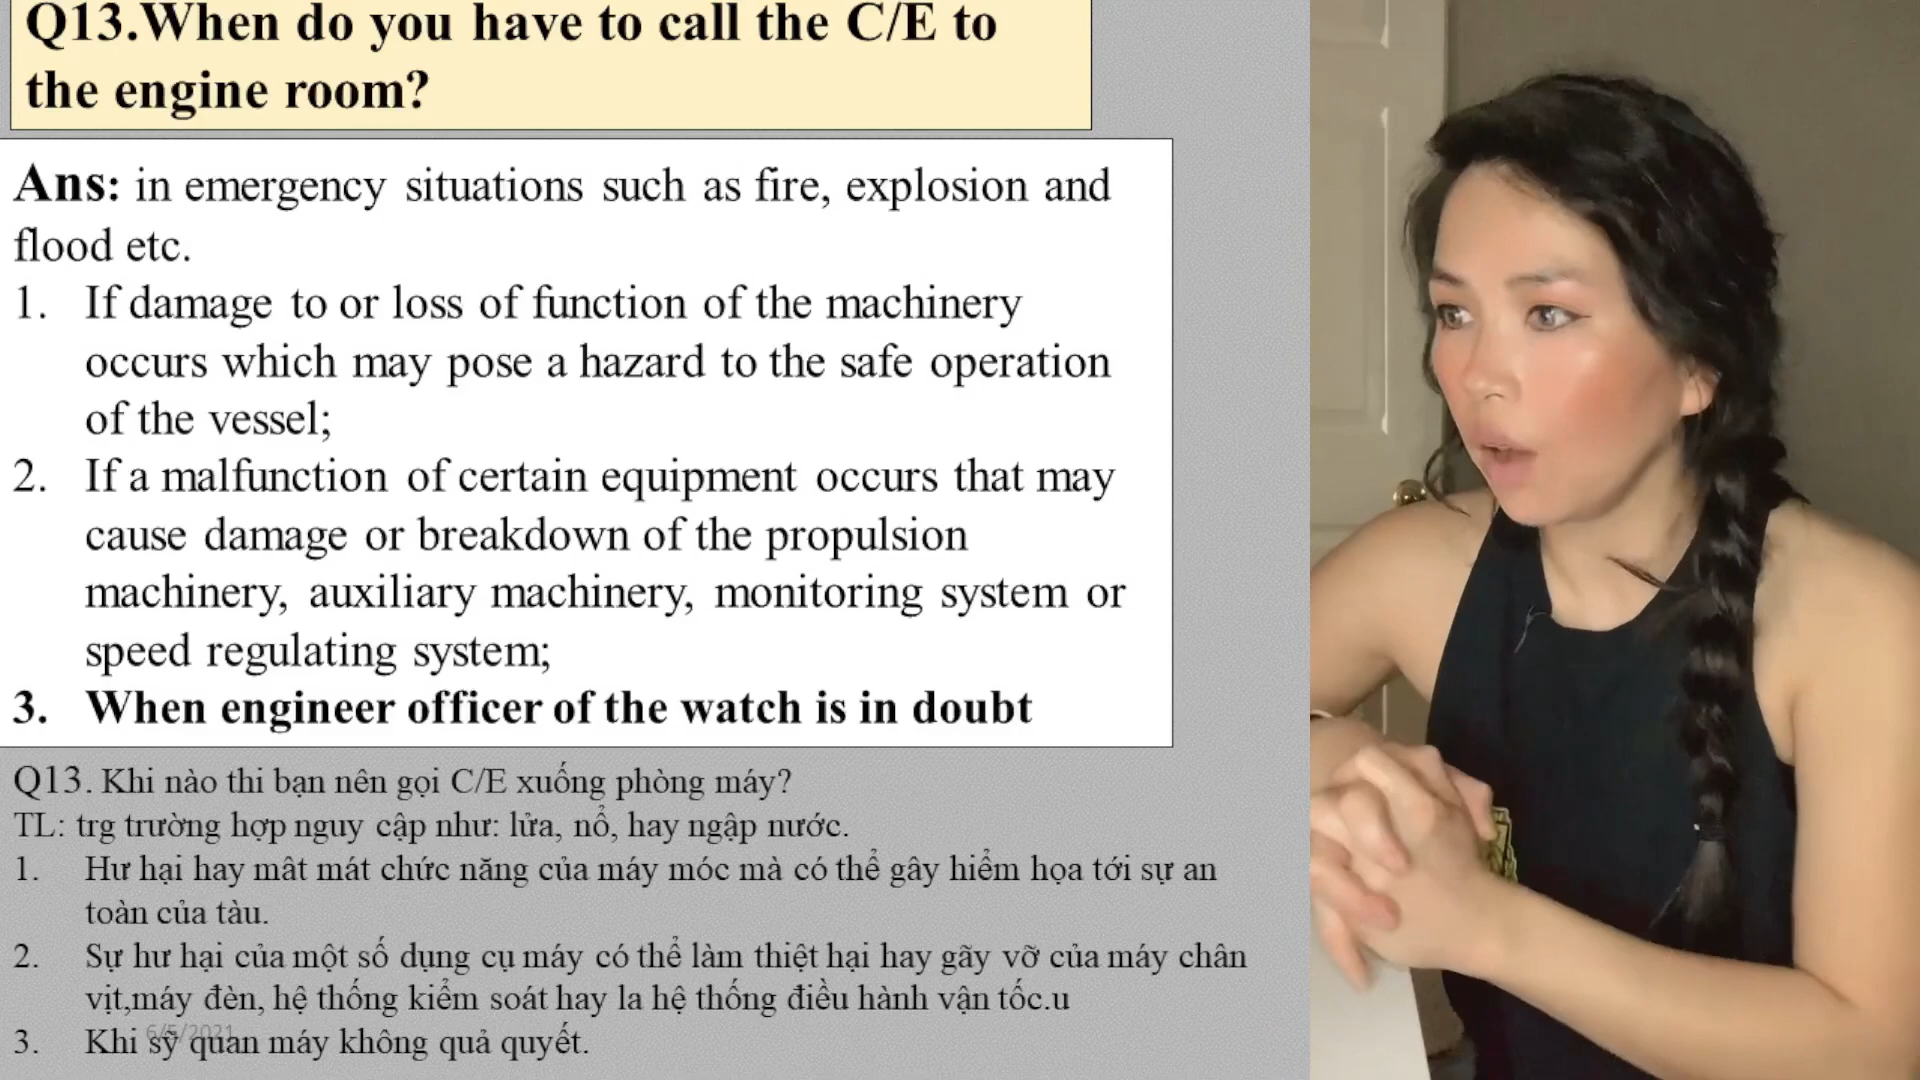 Q13.When do you have to call the C/E to
the engine room?
Ans: in emergency situations such as fire, explosion and
flood etc.
1. If damage to or loss of function of the machinery
occurs which may pose a hazard to the safe operation
of the vessel;
2. If a malfunction of certain equipment occurs that may
cause damage or breakdown of the propulsion
machinery, auxiliary machinery, monitoring system or
speed regulating system;
3. When engineer officer of the watch is in doubt
Q13. Khi nào thi bạn nên gọi C/E xuống phòng máy?
TL: trg trường hợp nguy cập như: lửa, nổ, hay ngập nước.
1. Hư hại hay mât mát chức năng của máy móc mà có thể gây hiểm họa tới sự an
toàn của tàu.
2. Sự hư hại của một số dụng cụ máy có thể làm thiệt hại hay gãy vỡ của máy chân
vịt,máy đèn, hệ thống kiểm soát hay la hệ thống điều hành vận tốc.u
6/5/2021
3. Khi sỹ quan máy không quả quyết.